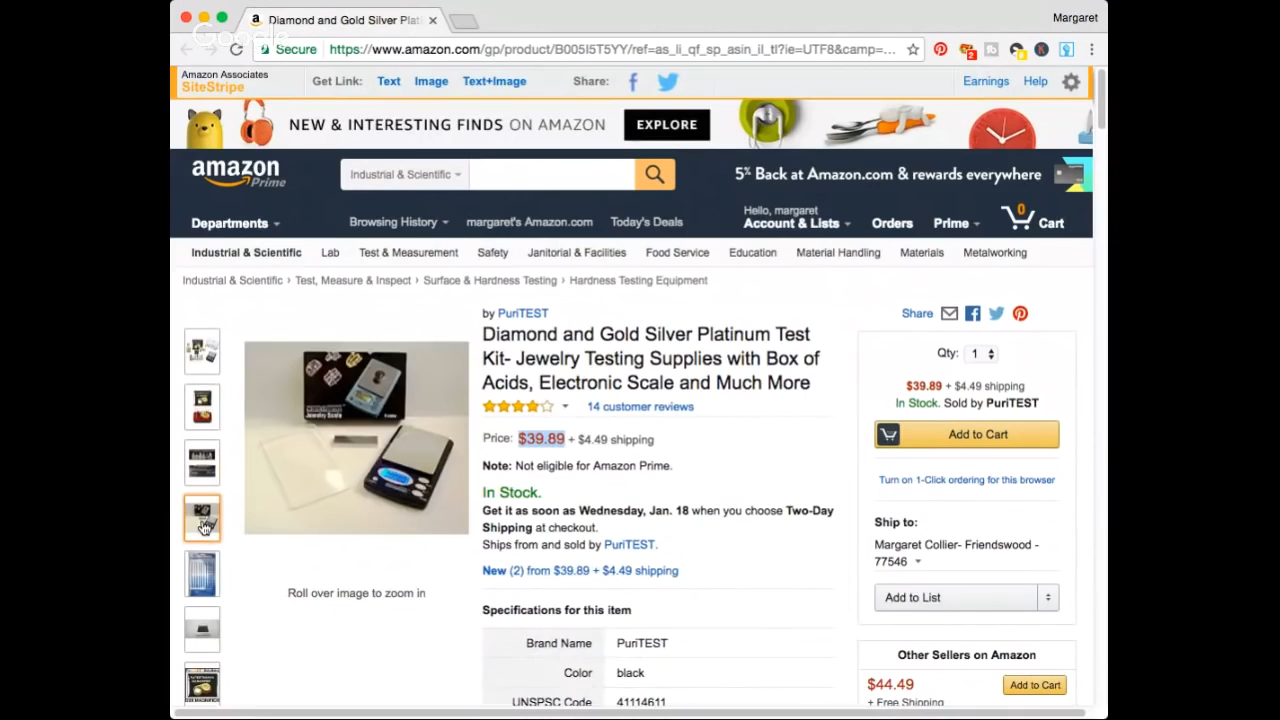 Diamond and Gold Silver Plat
Margaret
Google
Secure
https://www.amazon.com/gp/product/B005I5T5YY/ref=as_li_qf_sp_asin_il_tl?ie=UTF8&camp=...
Amazon Associates
SiteStripe
Get Link: Text Image Text+Image Share:
Earnings Help
NEW & INTERESTING FINDS ON AMAZON EXPLORE
amazon
Prime
Industrial & Scientific
5% Back at Amazon.com & rewards everywhere
Departments
Browsing History margaret's Amazon.com Today's Deals
Hello, margaret
Account & Lists Orders Prime 0 Cart
Industrial & Scientific Lab Test & Measurement Safety Janitorial & Facilities Food Service Education Material Handling Materials Metalworking
Industrial & Scientific › Test, Measure & Inspect › Surface & Hardness Testing › Hardness Testing Equipment
by PuriTEST
Diamond and Gold Silver Platinum Test
Kit- Jewelry Testing Supplies with Box of
Acids, Electronic Scale and Much More
14 customer reviews
Price: $39.89 + $4.49 shipping
Note: Not eligible for Amazon Prime.
In Stock.
Get it as soon as Wednesday, Jan. 18 when you choose Two-Day
Shipping at checkout.
Ships from and sold by PuriTEST.
New (2) from $39.89 + $4.49 shipping
Specifications for this item
Brand Name PuriTEST
Color black
UNSPSC Code 41114611
Roll over image to zoom in
Share
Qty: 1
$39.89 + $4.49 shipping
In Stock. Sold by PuriTEST
Add to Cart
Turn on 1-Click ordering for this browser
Ship to:
Margaret Collier- Friendswood -
77546
Add to List
Other Sellers on Amazon
$44.49 Add to Cart
+ Free Shipping